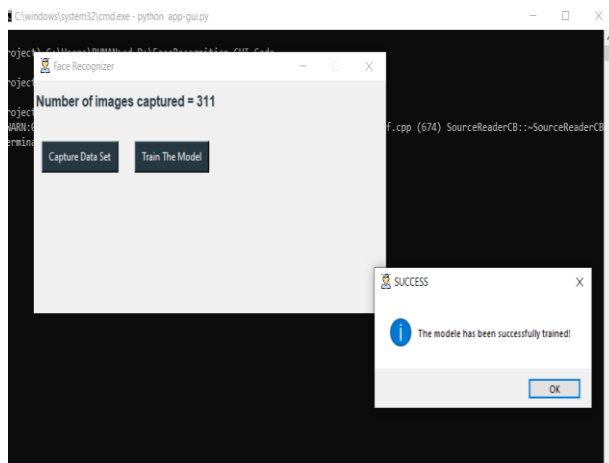 C:\windows\system32\cmd.exe - python app-gui.py
Face Recognizer
Number of images captured = 311
Capture Data Set
Train The Model
f.cpp (674) SourceReaderCB::~SourceReaderCB
SUCCESS
The modele has been successfully trained!
OK